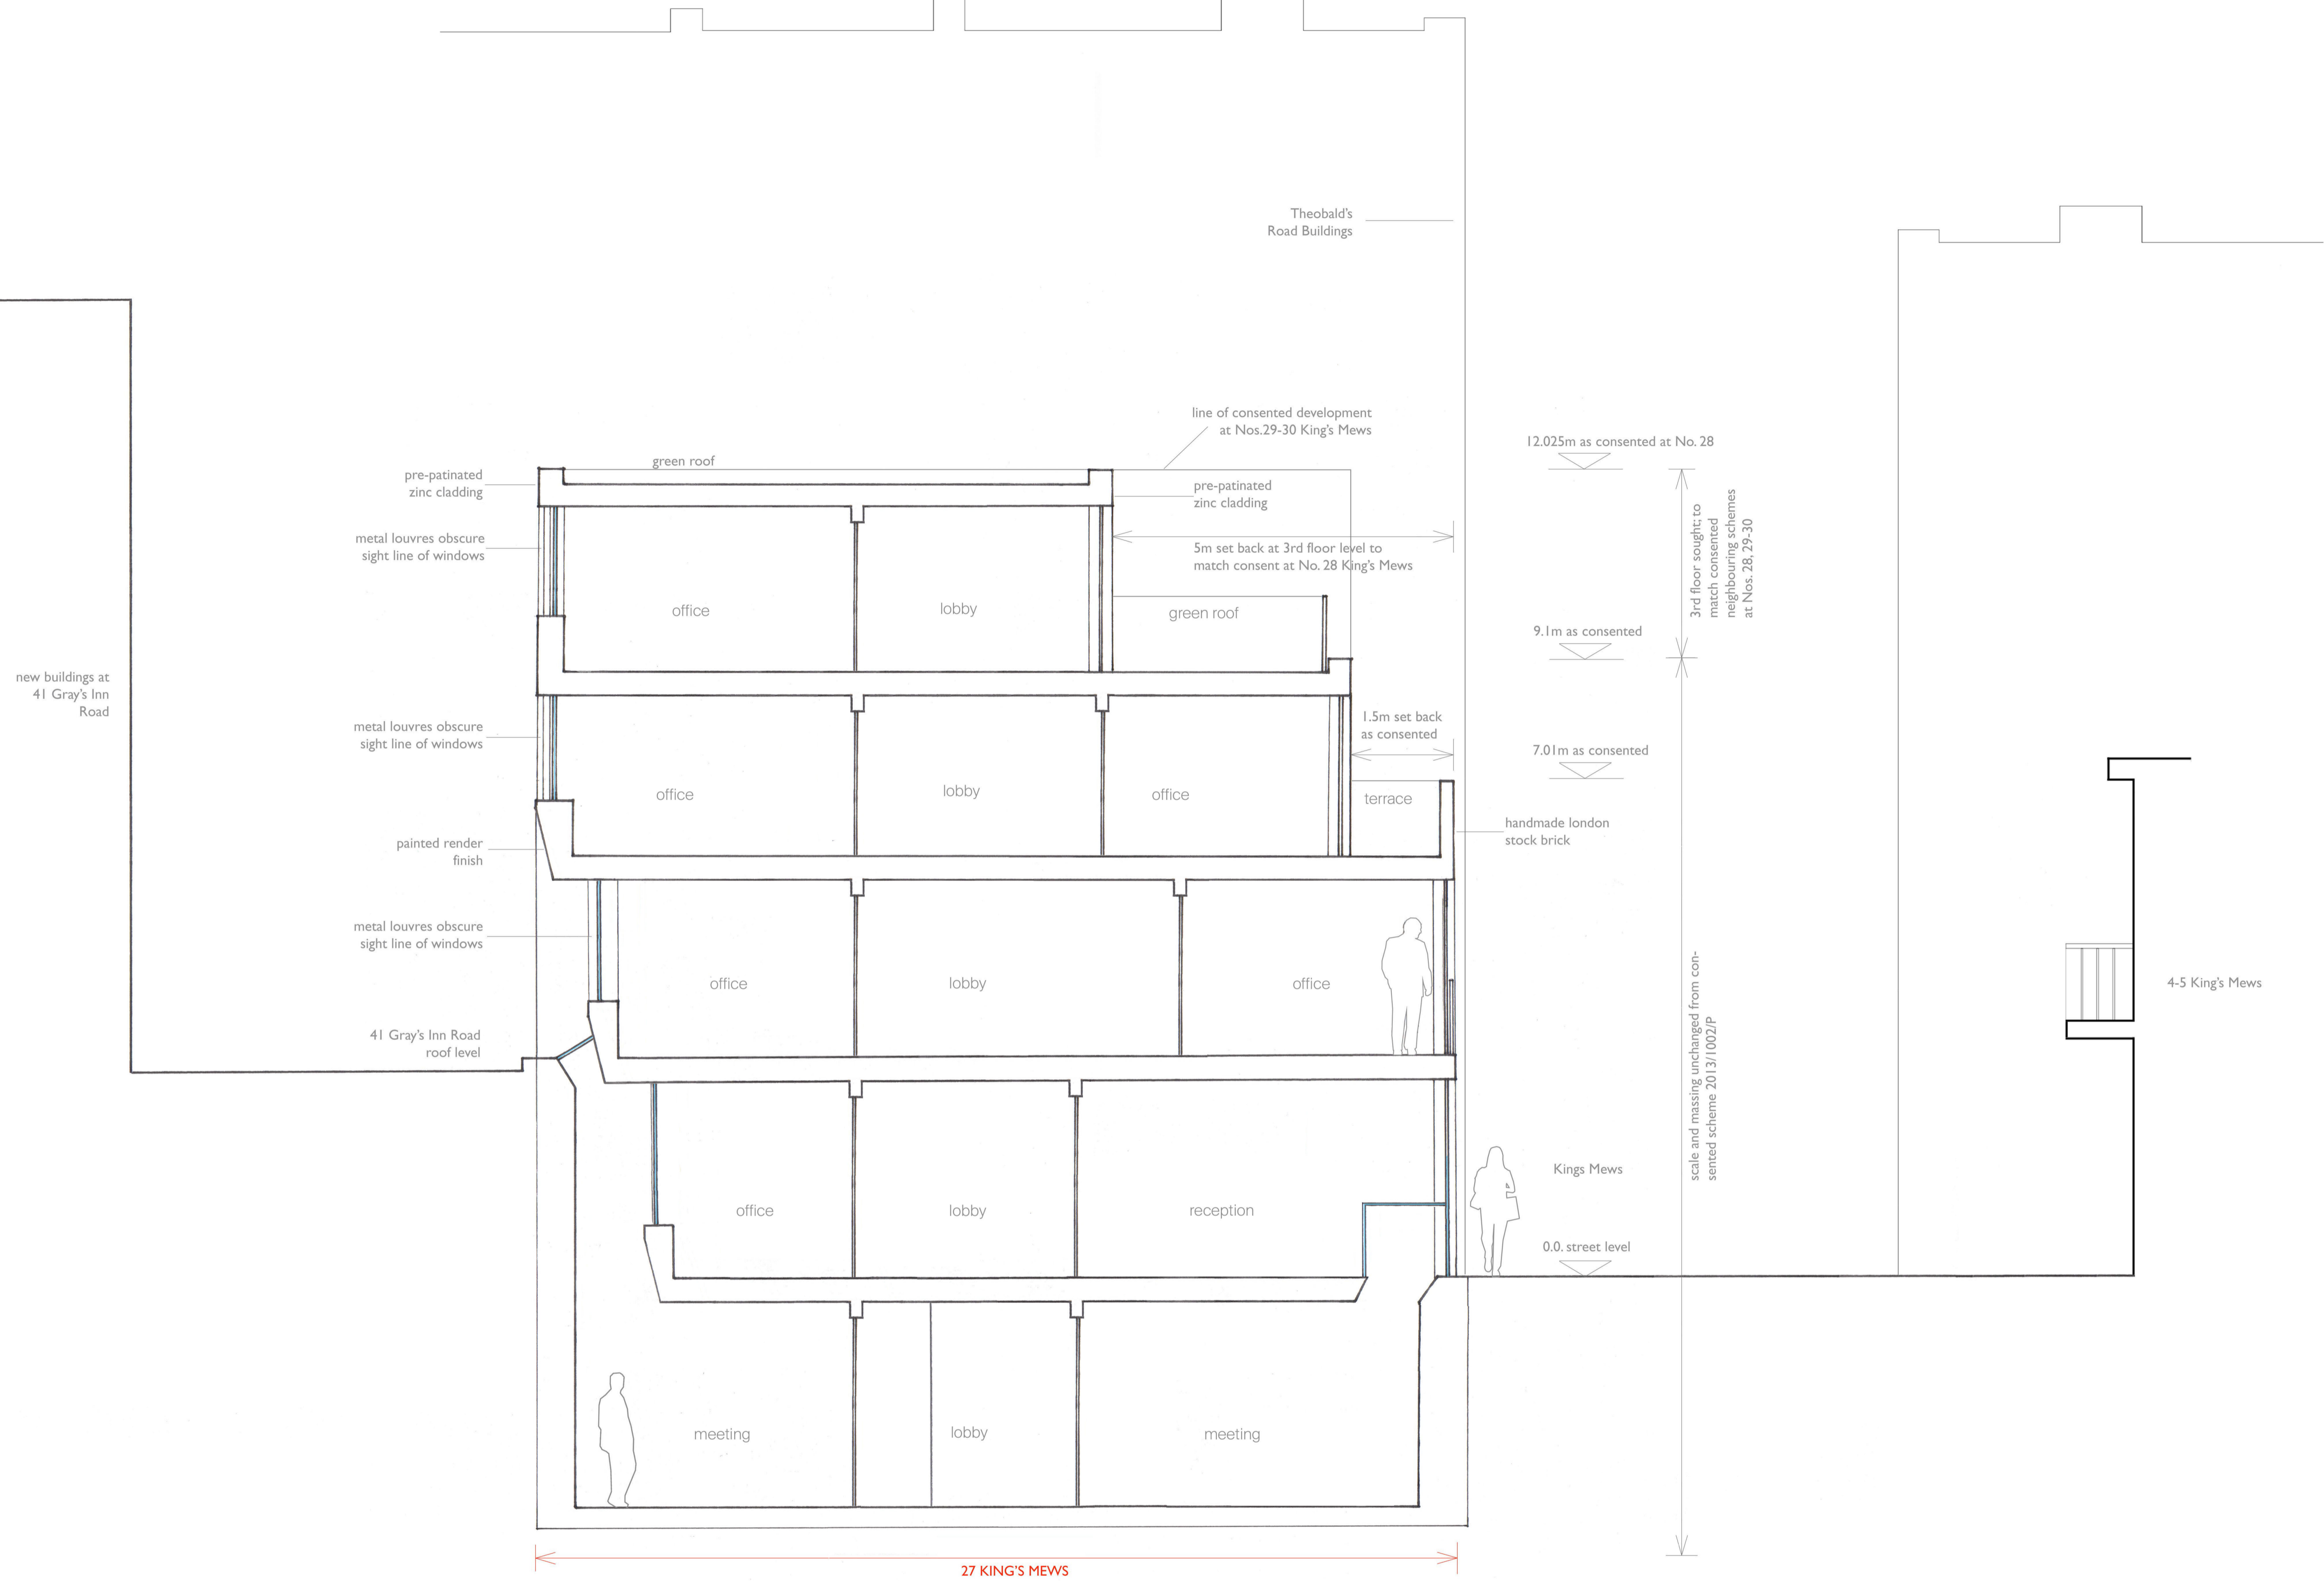 Theobald's
Road Buildings
line of consented development
at Nos.29-30 King's Mews
12.025m as consented at No. 28
green roof
pre-patinated
zinc cladding
pre-patinated
zinc cladding
metal louvres obscure
sight line of windows
5m set back at 3rd floor level to
match consent at No. 28 King's Mews
3rd floor sought; to
match consented
neighbouring schemes
at Nos. 28, 29-30
office
lobby
green roof
9.1m as consented
new buildings at
41 Gray's Inn
Road
metal louvres obscure
sight line of windows
1.5m set back
as consented
7.01m as consented
office
lobby
office
terrace
handmade london
stock brick
painted render
finish
metal louvres obscure
sight line of windows
office
lobby
office
4-5 King's Mews
scale and massing unchanged from con-
sented scheme 2013/1002/P
41 Gray's Inn Road
roof level
Kings Mews
office
lobby
reception
0.0. street level
meeting
lobby
meeting
27 KING'S MEWS